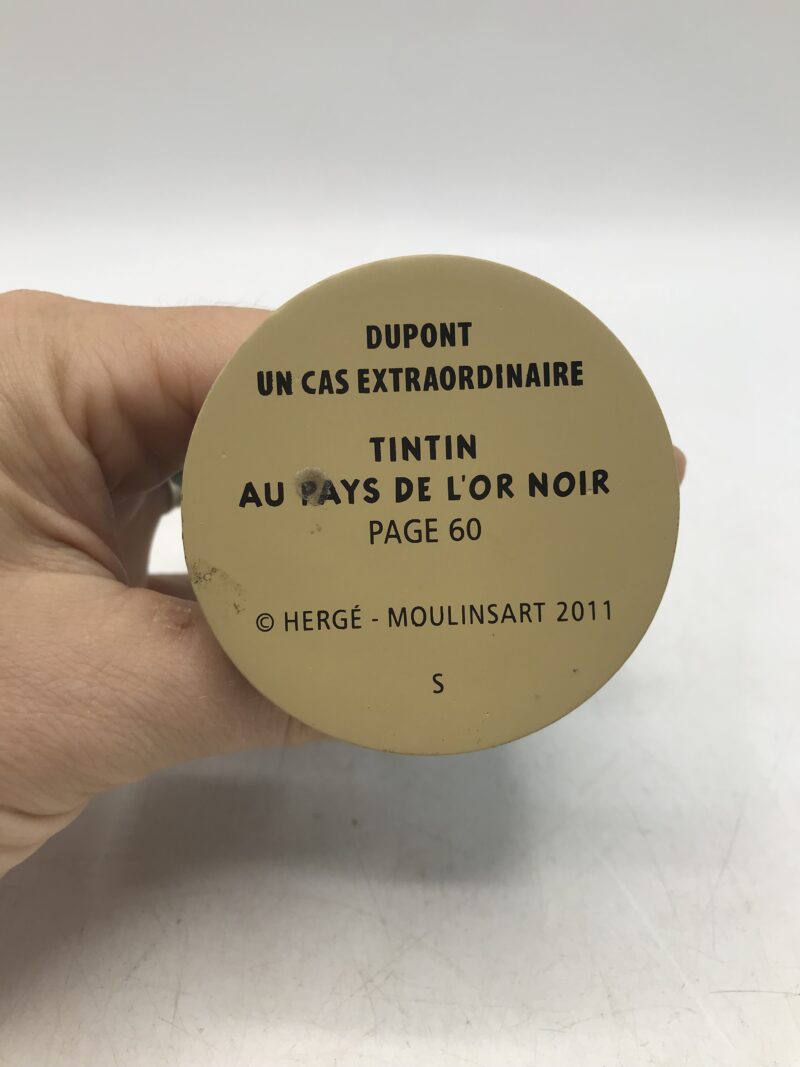 DUPONT
UN CAS EXTRAORDINAIRE
TINTIN
AU PAYS DE L'OR NOIR
PAGE 60
© HERGÉ - MOULINSART 2011
S